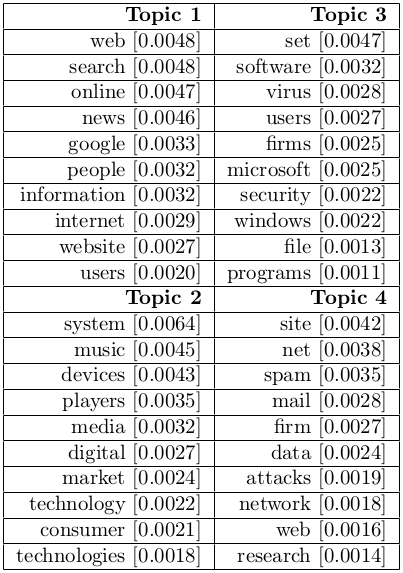 Topic 1 Topic 3
web [0.0048] set [0.0047]
search [0.0048] software [0.0032]
online [0.0047] virus [0.0028]
news [0.0046] users [0.0027]
google [0.0033] firms [0.0025]
people [0.0032] microsoft [0.0025]
information [0.0032] security [0.0022]
internet [0.0029] windows [0.0022]
website [0.0027] file [0.0013]
users [0.0020] programs [0.0011]
Topic 2 Topic 4
system [0.0064] site [0.0042]
music [0.0045] net [0.0038]
devices [0.0043] spam [0.0035]
players [0.0035] mail [0.0028]
media [0.0032] firm [0.0027]
digital [0.0027] data [0.0024]
market [0.0024] attacks [0.0019]
technology [0.0022] network [0.0018]
consumer [0.0021] web [0.0016]
technologies [0.0018] research [0.0014]